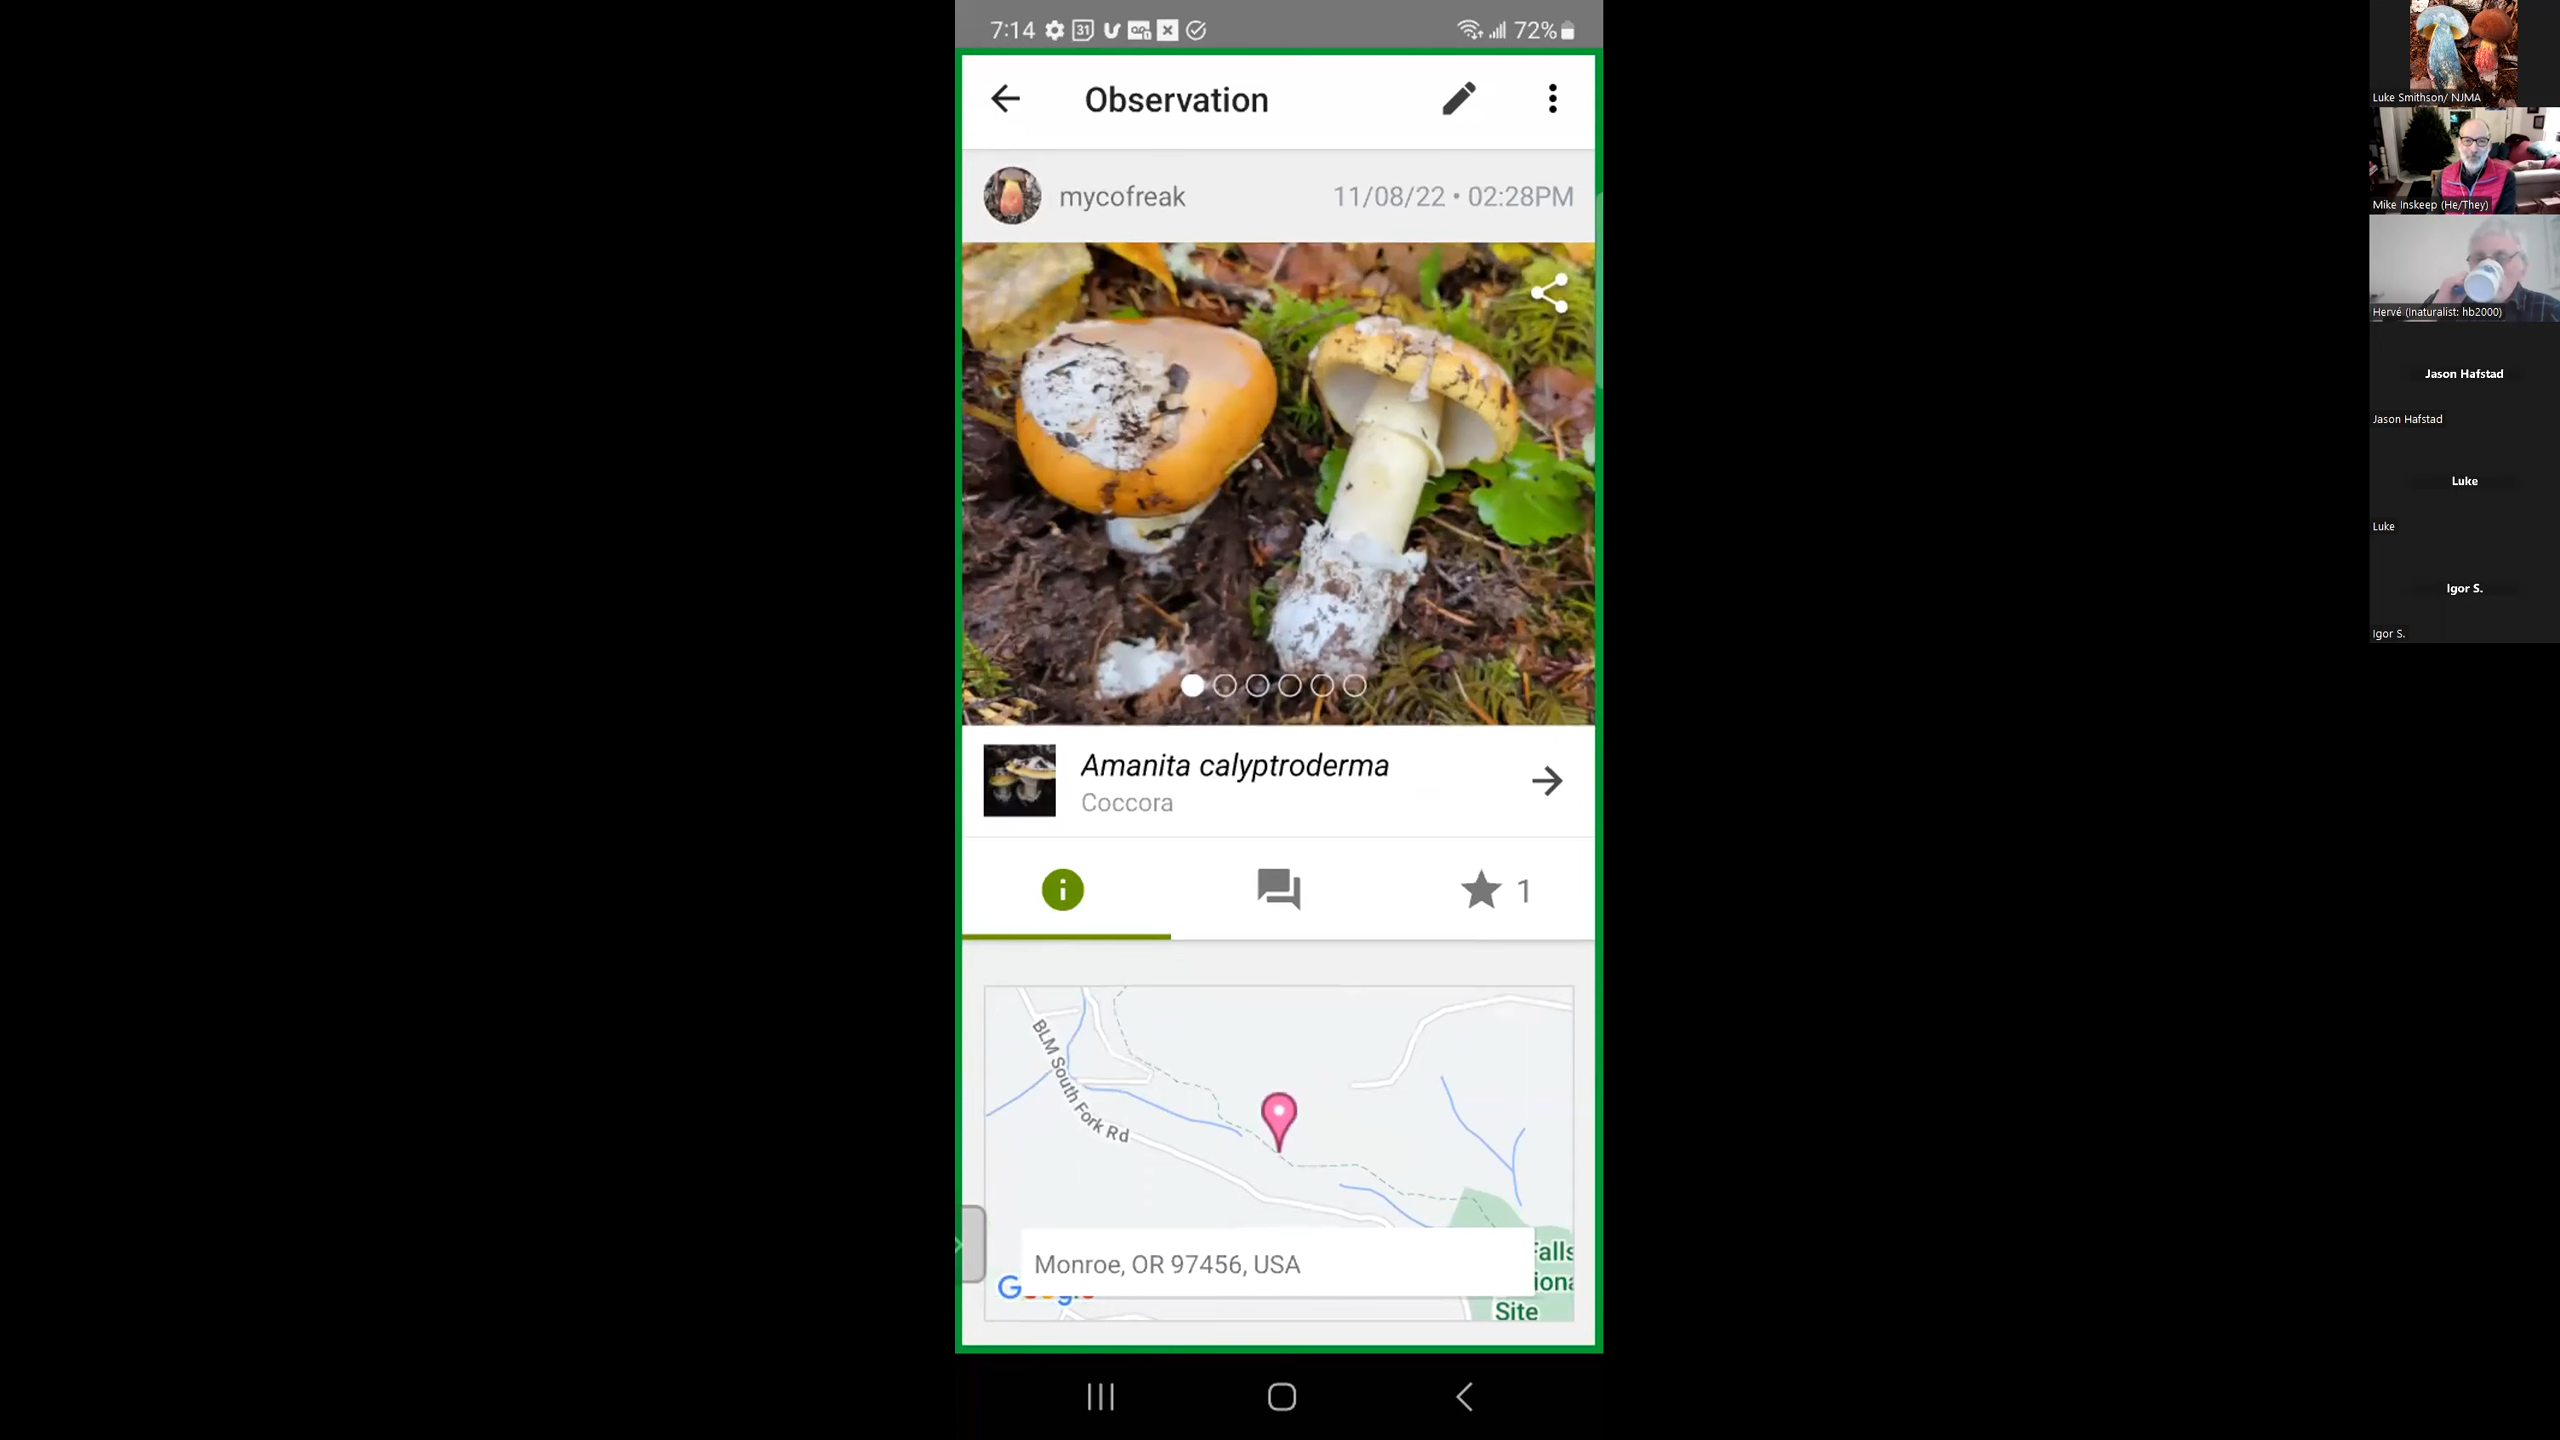 7:14
31
72%
Observation
mycofreak
11/08/22 • 02:28PM
Amanita calyptroderma
Coccora
1
BLM South Fork Rd
Monroe, OR 97456, USA
Falls
Site
Luke Smithson/ NJMA
Mike Inskeep (He/They)
Hervé (Inaturalist: hb2000)
Jason Hafstad
Jason Hafstad
Luke
Luke
Igor S.
Igor S.